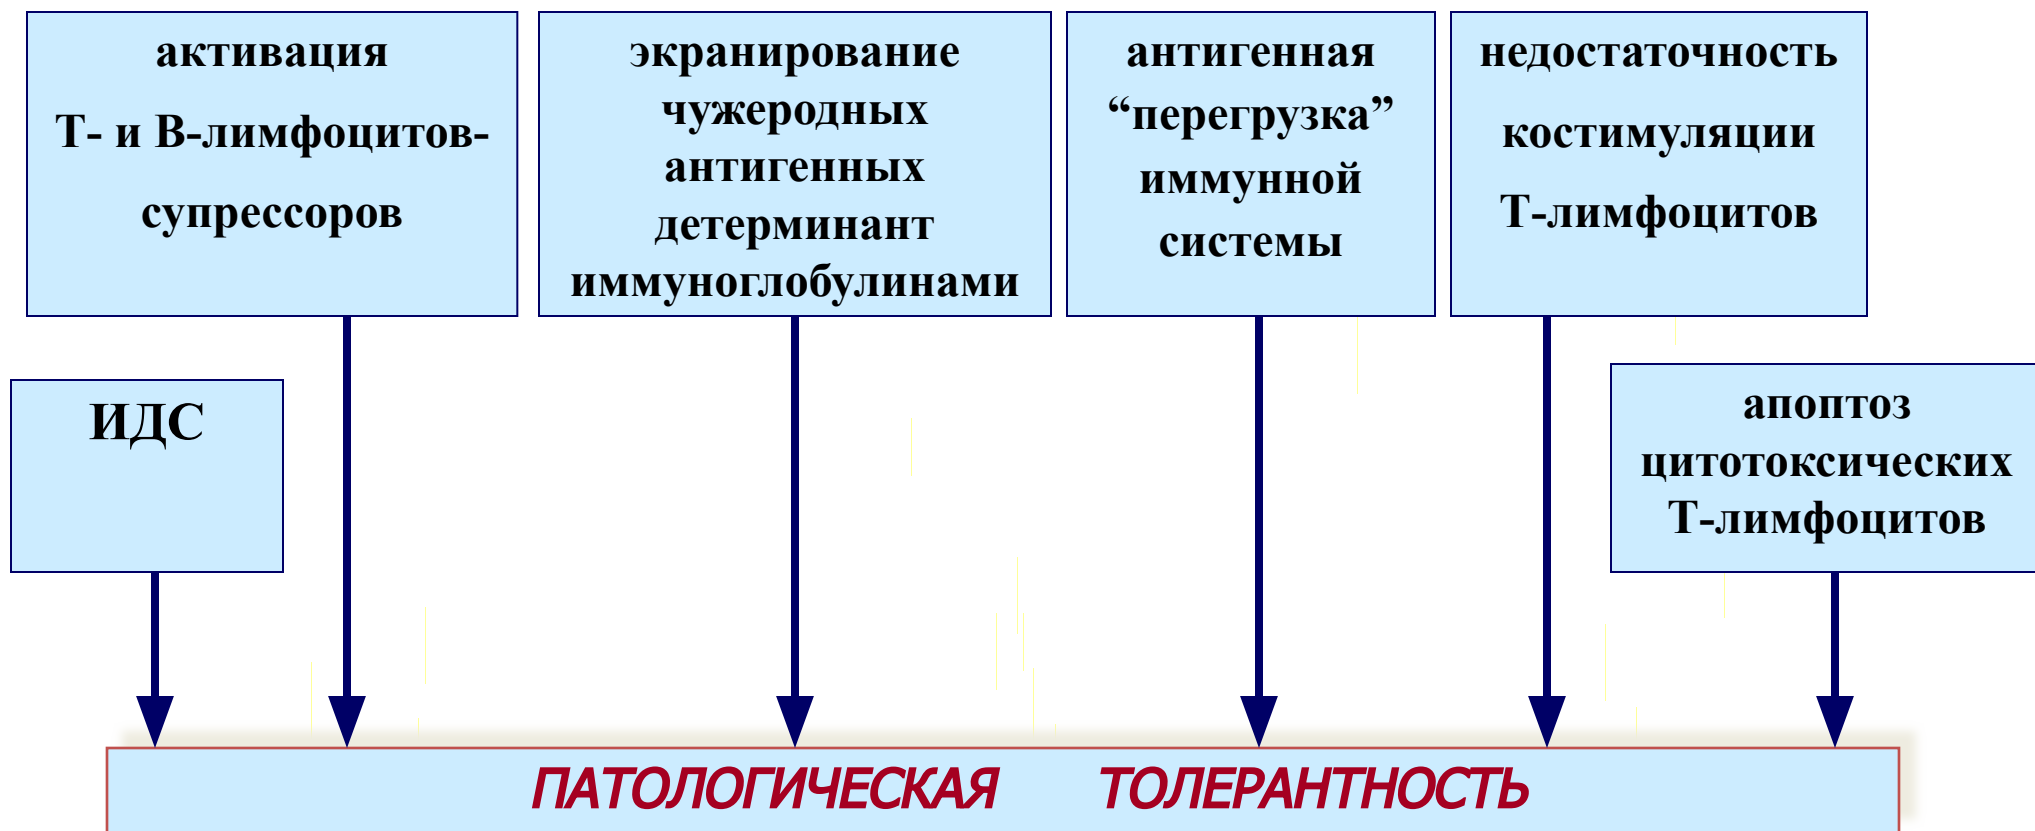 активация
Т- и В-лимфоцитов-
супрессоров
экранирование
чужеродных
антигенных
детерминант
иммуноглобулинами
антигенная
“перегрузка”
иммунной
системы
недостаточность
костимуляции
Т-лимфоцитов
ИДС
апоптоз
цитотоксических
Т-лимфоцитов
ПАТОЛОГИЧЕСКАЯ ТОЛЕРАНТНОСТЬ